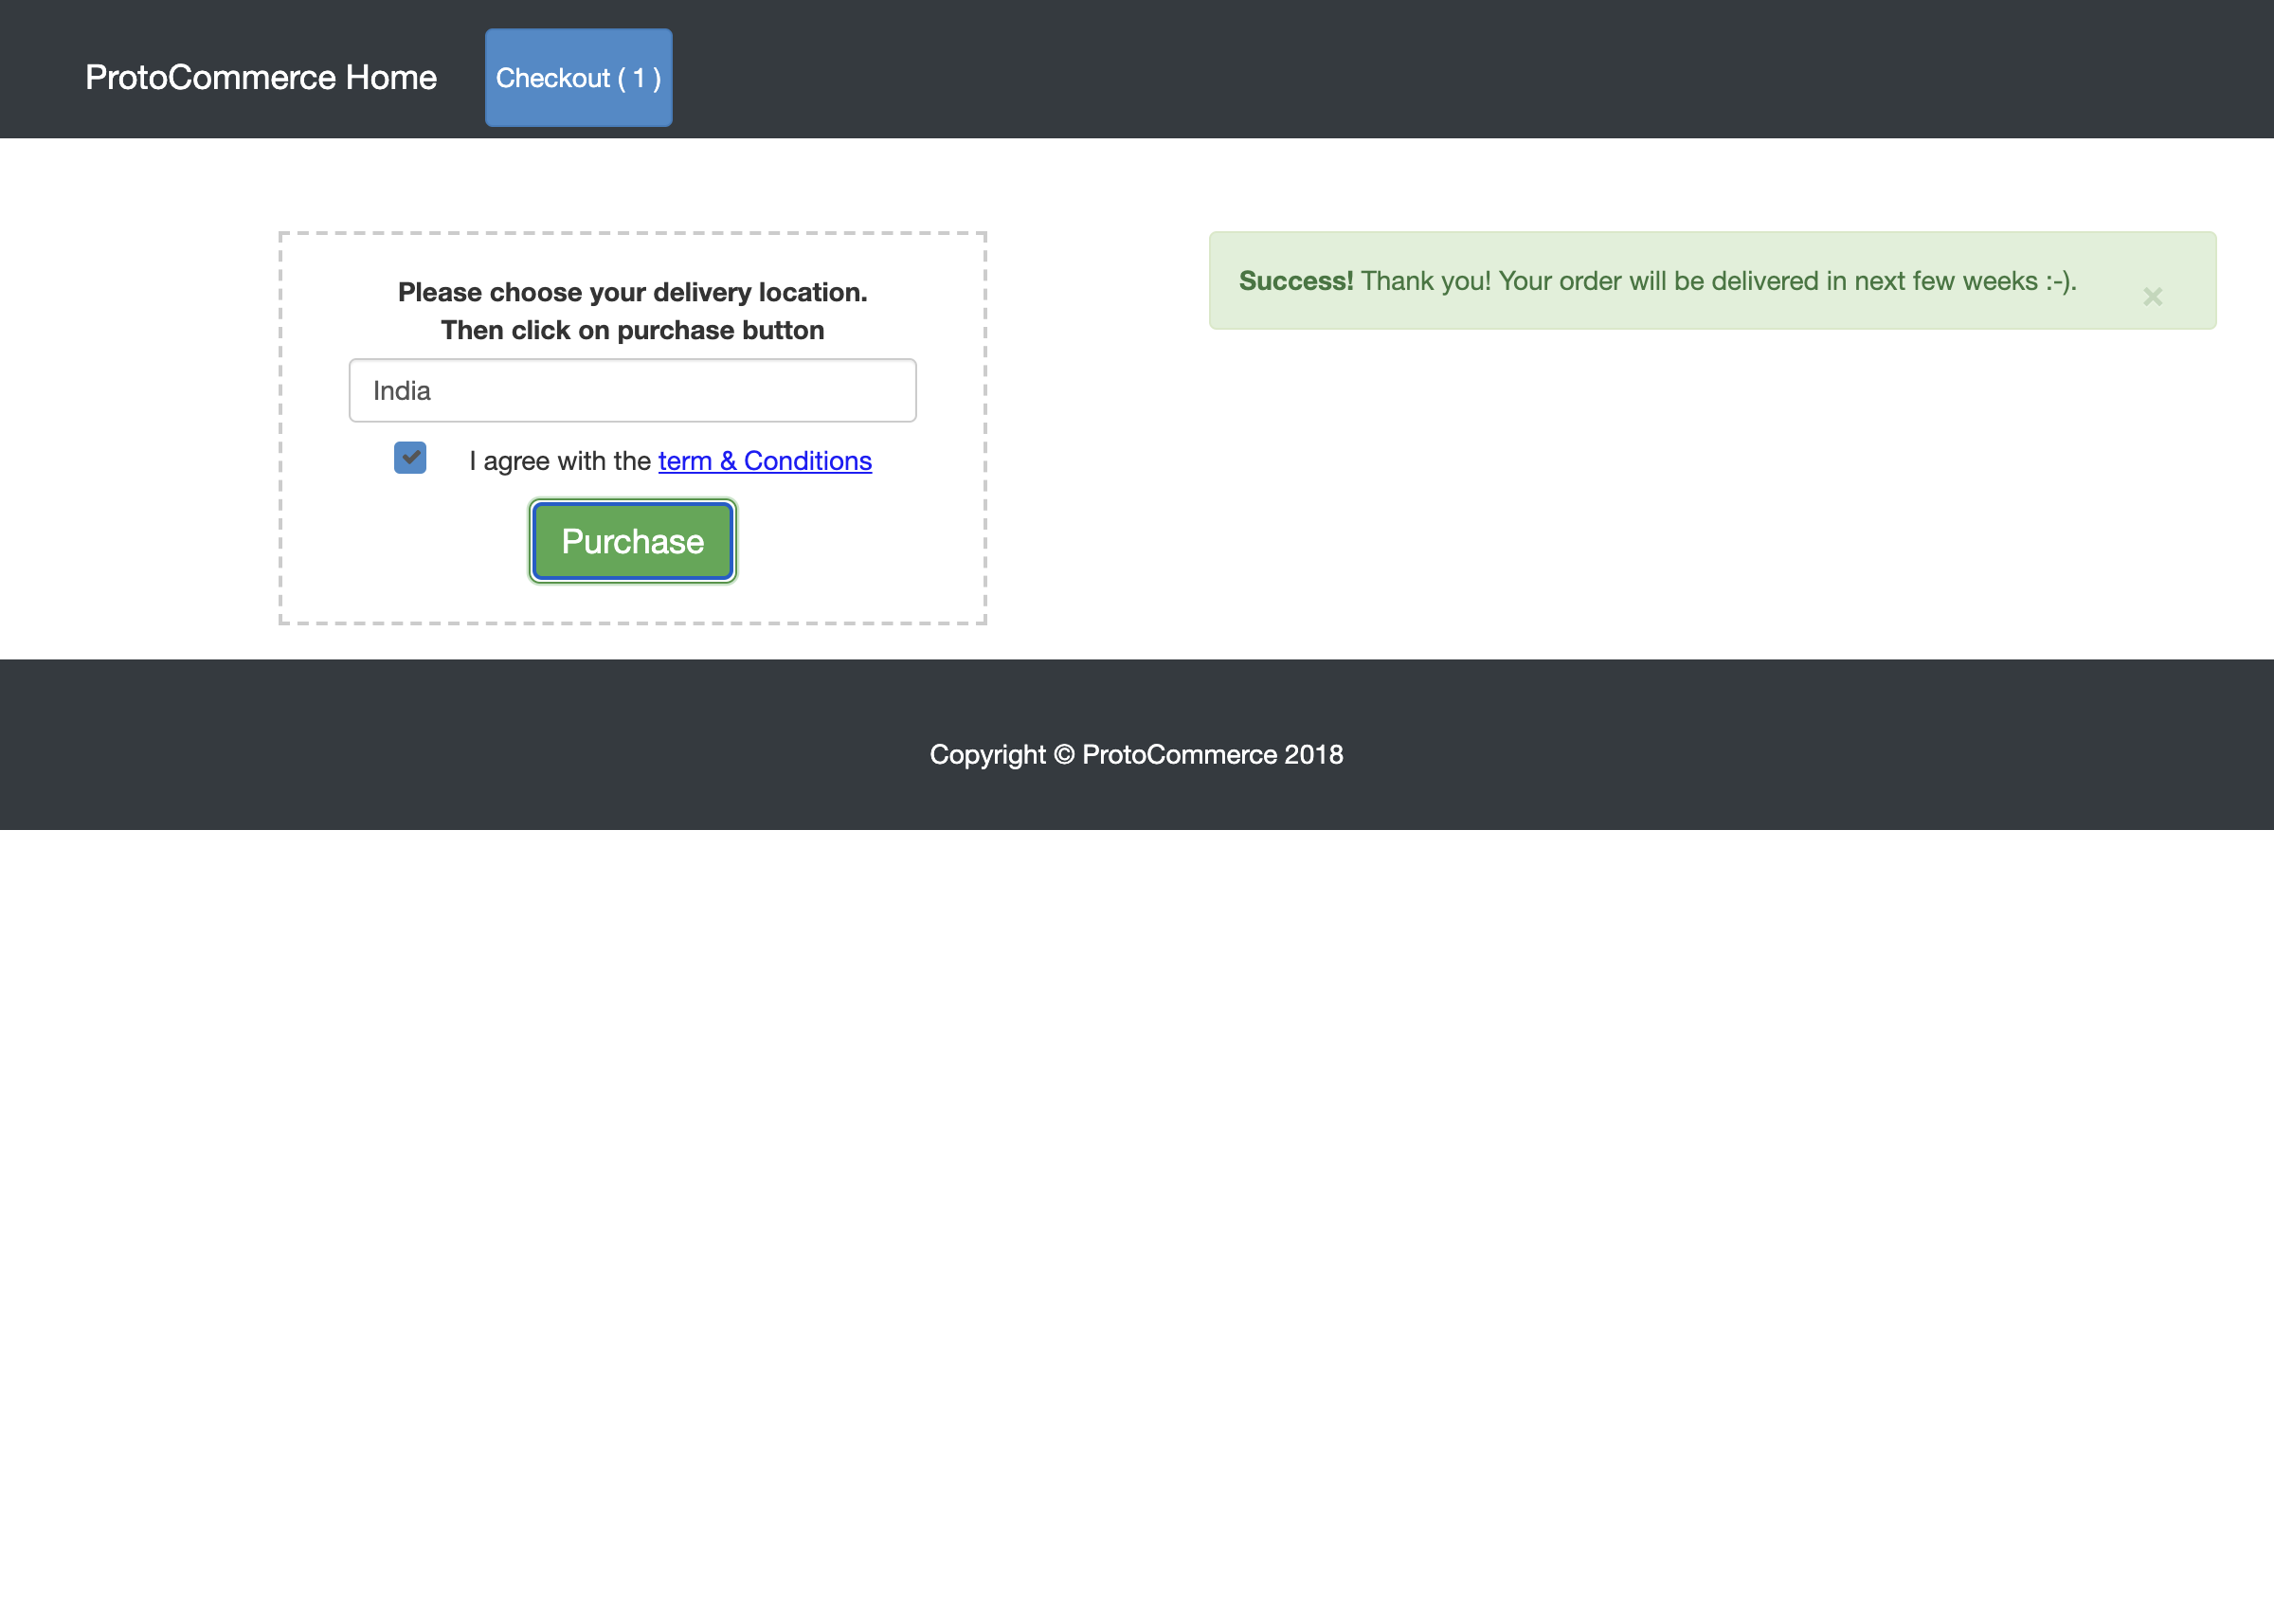 ProtoCommerce Home
Checkout ( 1 )
Please choose your delivery location.
Then click on purchase button
India
I agree with the term & Conditions
Purchase
Success! Thank you! Your order will be delivered in next few weeks :-).
×
Copyright © ProtoCommerce 2018